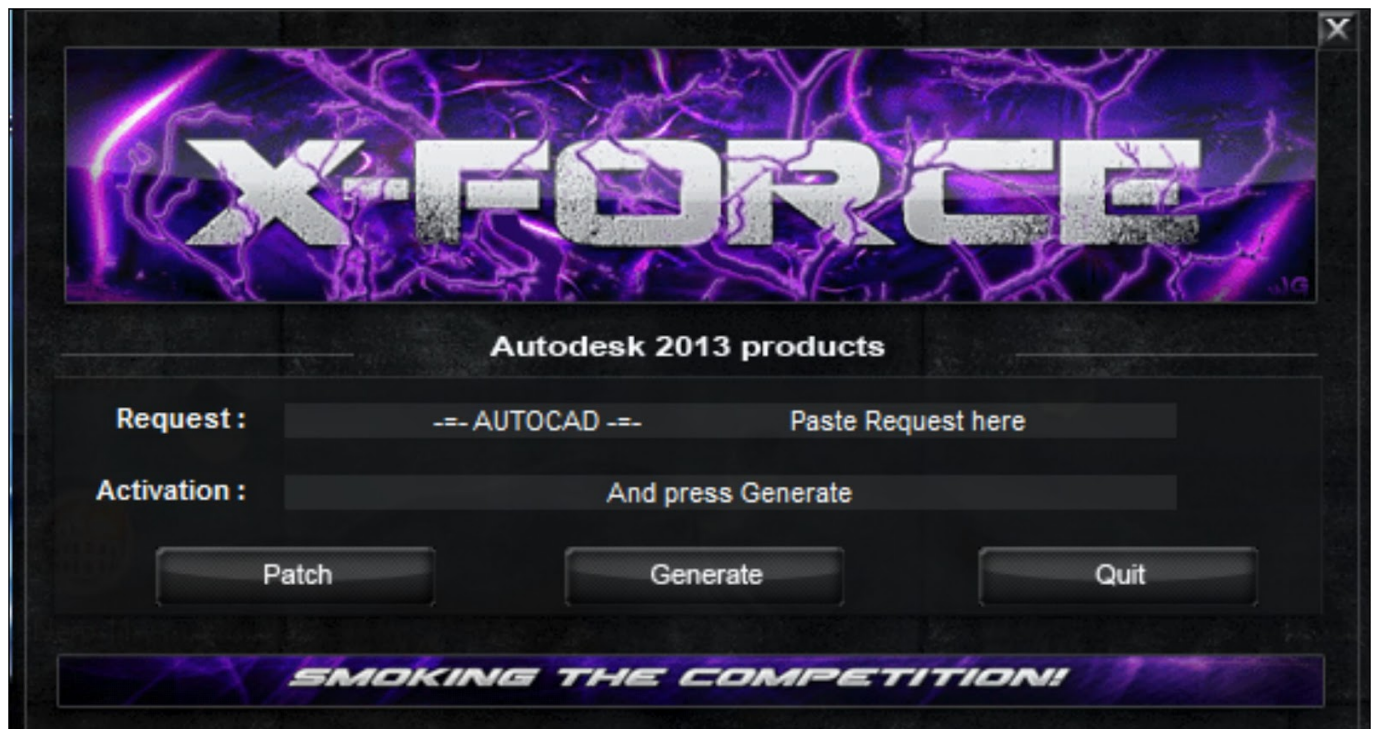 X
X-FORCE
Autodesk 2013 products
Request : -=- AUTOCAD -=- Paste Request here
Activation : And press Generate
Patch Generate Quit
SMOKING THE COMPETITION!